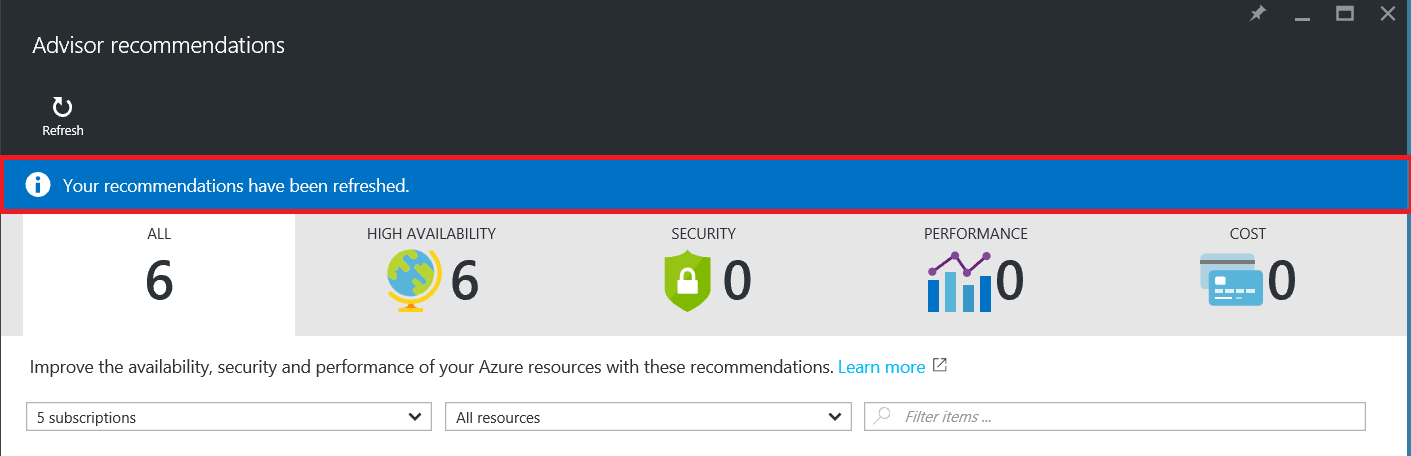 Advisor recommendations
Refresh
Your recommendations have been refreshed.
ALL
6
HIGH AVAILABILITY
6
SECURITY
0
PERFORMANCE
0
COST
0
Improve the availability, security and performance of your Azure resources with these recommendations. Learn more
5 subscriptions
All resources
Filter items ...